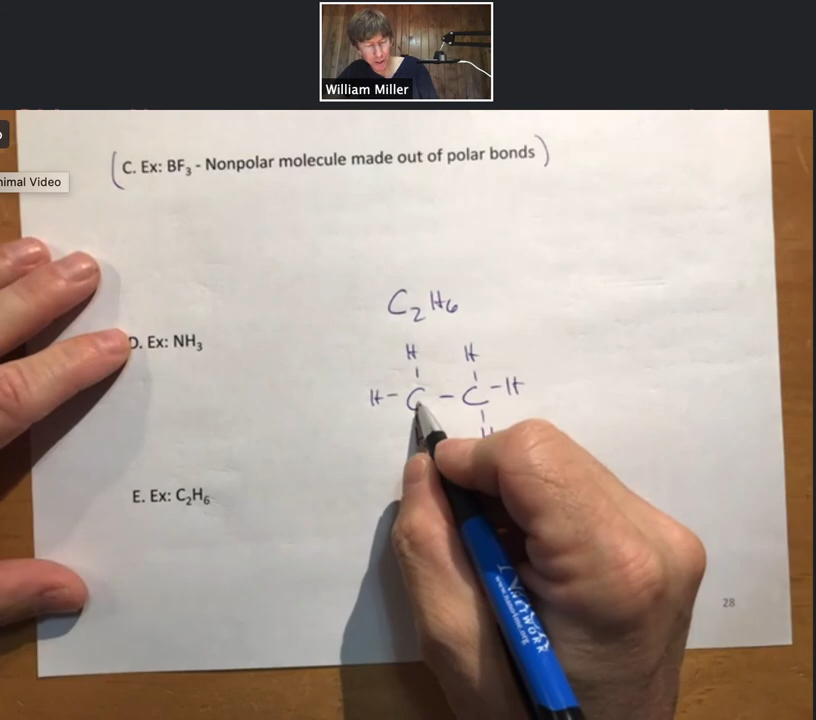 William Miller
C. Ex: BF₃ - Nonpolar molecule made out of polar bonds
nimal Video
C₂H₆
D. Ex: NH₃
H H
H-C-C-H
H
E. Ex: C₂H₆
NETWORK
28